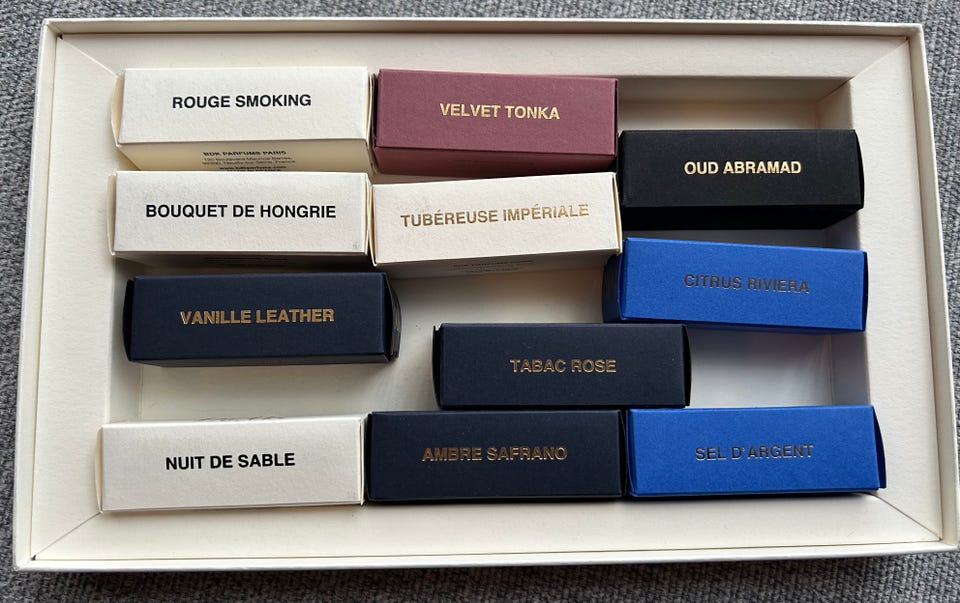 ROUGE SMOKING
BDK PARFUMS PARIS
VELVET TONKA
OUD ABRAMAD
BOUQUET DE HONGRIE
TUBÉREUSE IMPÉRIALE
CITRUS RIVIERA
VANILLE LEATHER
TABAC ROSE
NUIT DE SABLE
AMBRE SAFRANO
SEL D'ARGENT